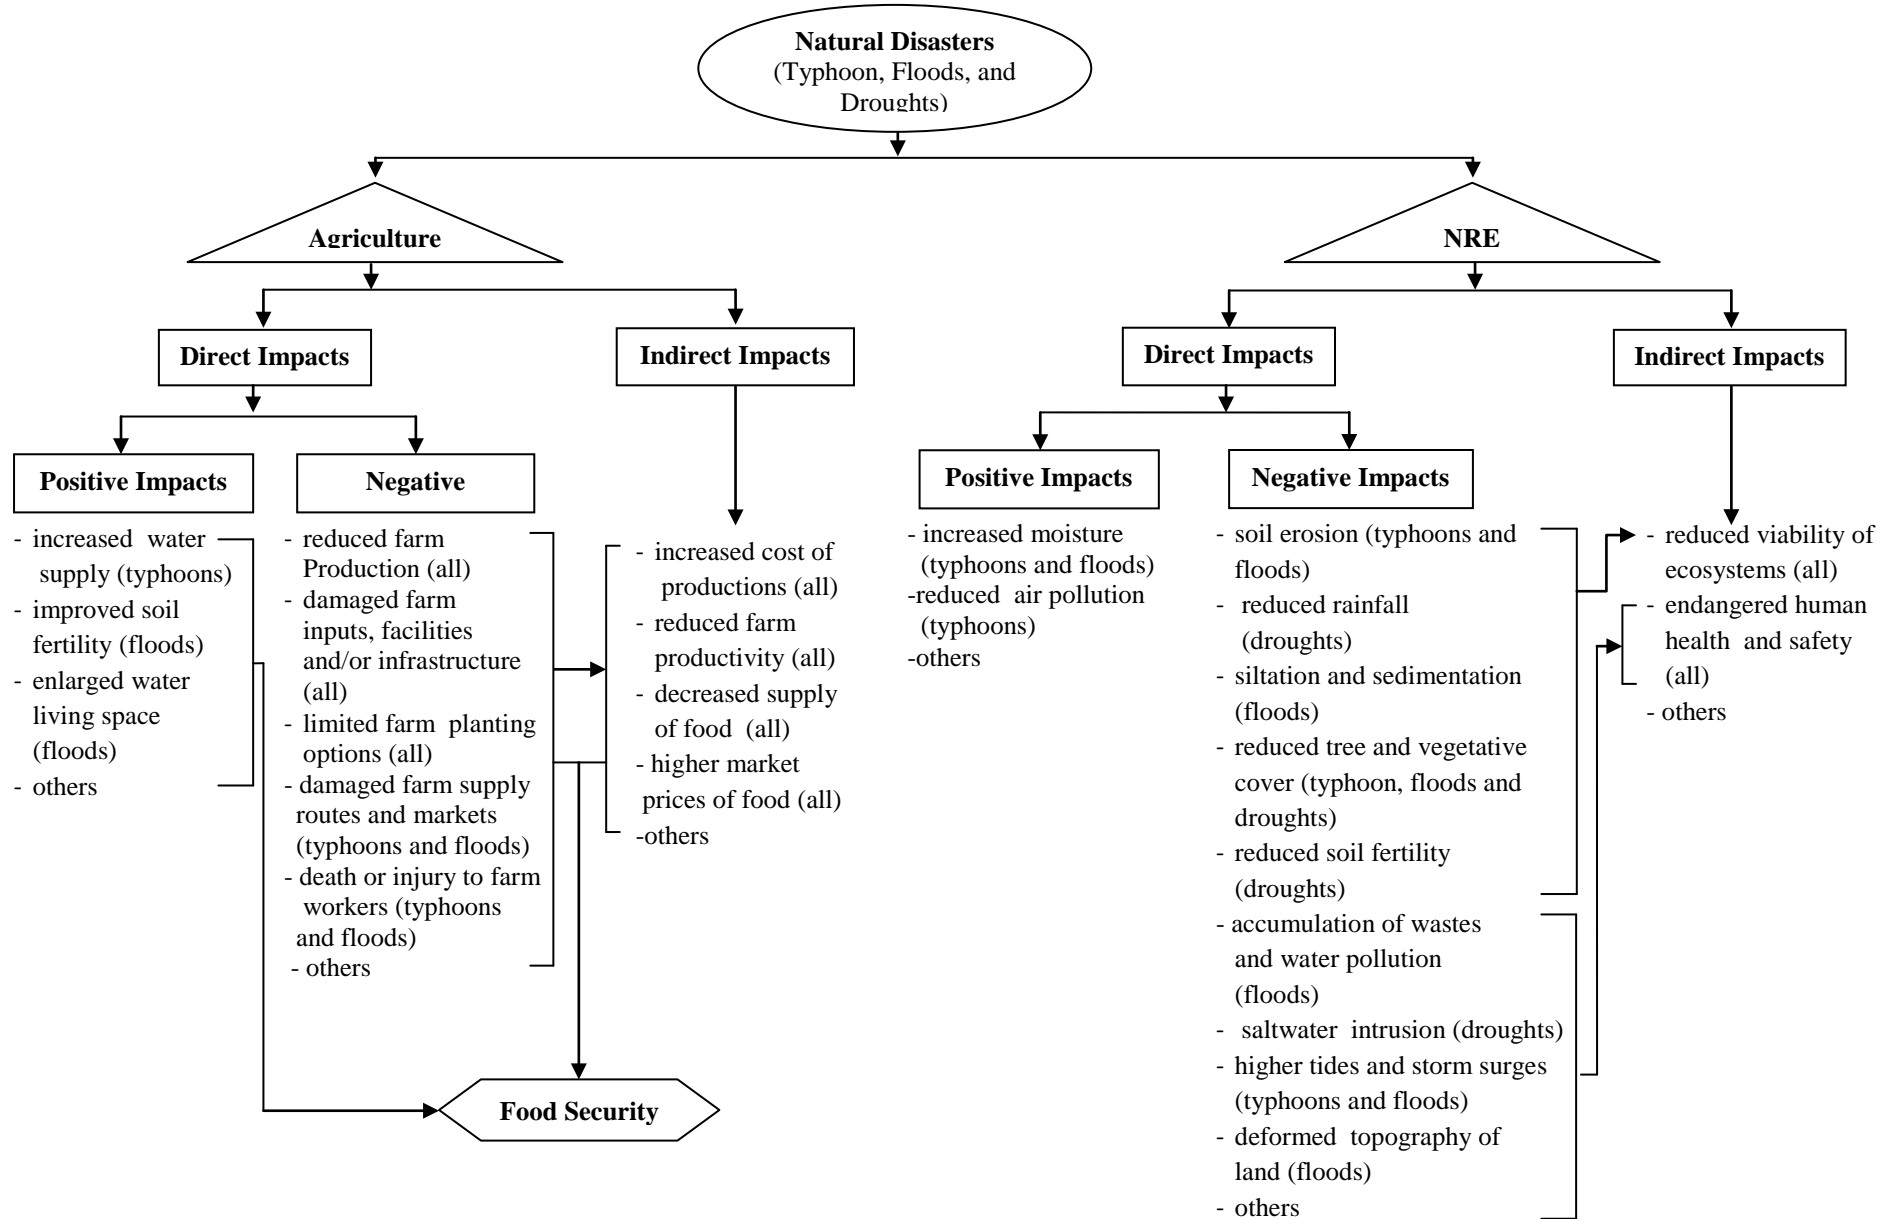 Natural Disasters
(Typhoon, Floods, and
Droughts)
Agriculture
NRE
Direct Impacts
Indirect Impacts
Direct Impacts
Indirect Impacts
Positive Impacts
Negative
Positive Impacts
Negative Impacts
- increased water
supply (typhoons)
- improved soil
fertility (floods)
- enlarged water
living space
(floods)
- others
- reduced farm
Production (all)
- damaged farm
inputs, facilities
and/or infrastructure
(all)
- limited farm planting
options (all)
- damaged farm supply
routes and markets
(typhoons and floods)
- death or injury to farm
workers (typhoons
and floods)
- others
- increased cost of
productions (all)
- reduced farm
productivity (all)
- decreased supply
of food (all)
- higher market
prices of food (all)
-others
- increased moisture
(typhoons and floods)
-reduced air pollution
(typhoons)
-others
- soil erosion (typhoons and
floods)
- reduced rainfall
(droughts)
- siltation and sedimentation
(floods)
- reduced tree and vegetative
cover (typhoon, floods and
droughts)
- reduced soil fertility
(droughts)
- accumulation of wastes
and water pollution
(floods)
- saltwater intrusion (droughts)
- higher tides and storm surges
(typhoons and floods)
- deformed topography of
land (floods)
- others
- reduced viability of
ecosystems (all)
- endangered human
health and safety
(all)
- others
Food Security